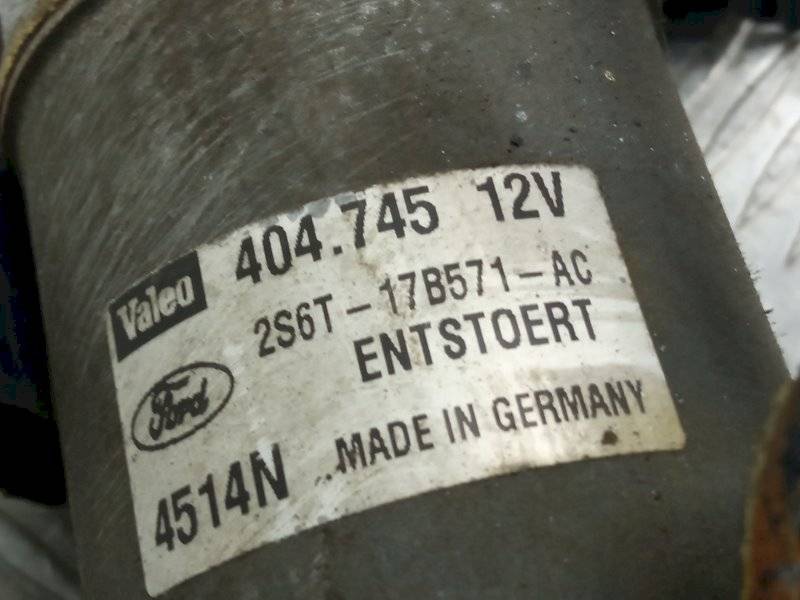 Valeo 404.745 12V
2S6T-17B571-AC
Ford ENTSTOERT
4514N MADE IN GERMANY